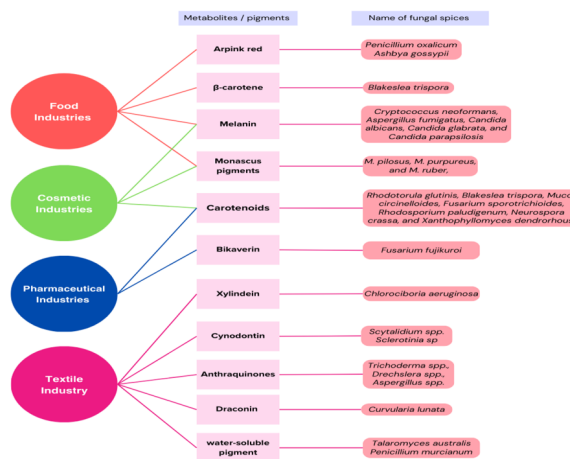 Metabolites / pigments
Name of fungal spices
Food
Industries
Cosmetic
Industries
Pharmaceutical
Industries
Textile
Industry
Arpink red
β-carotene
Melanin
Monascus
pigments
Carotenoids
Bikaverin
Xylindein
Cynodontin
Anthraquinones
Draconin
water-soluble
pigment
Penicillium oxalicum
Ashbya gossypii
Blakeslea trispora
Cryptococcus neoformans,
Aspergillus fumigatus, Candida
albicans, Candida glabrata, and
Candida parapsilosis
M. pilosus, M. purpureus,
and M. ruber,
Rhodotorula glutinis, Blakeslea trispora, Muco
circinelloides, Fusarium sporotrichioides,
Rhodosporium paludigenum, Neurospora
crassa, and Xanthophyllomyces dendrorhou
Fusarium fujikuroi
Chlorociboria aeruginosa
Scytalidium spp.
Sclerotinia sp
Trichoderma spp.,
Drechslera spp.,
Aspergillus spp.
Curvularia lunata
Talaromyces australis
Penicillium murcianum